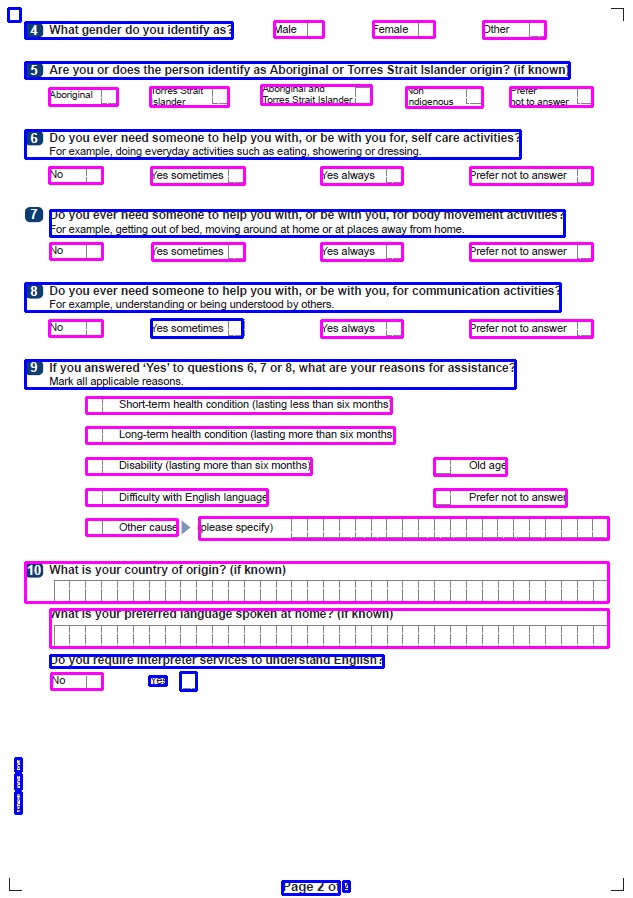 4 What gender do you identify as?
Male Female Other
5 Are you or does the person identify as Aboriginal or Torres Strait Islander origin? (if known)
Aboriginal Torres Strait Islander Aboriginal and Torres Strait Islander Non Indigenous Prefer not to answer
6 Do you ever need someone to help you with, or be with you for, self care activities?
For example, doing everyday activities such as eating, showering or dressing.
No Yes sometimes Yes always Prefer not to answer
7 Do you ever need someone to help you with, or be with you, for body movement activities?
For example, getting out of bed, moving around at home or at places away from home.
No Yes sometimes Yes always Prefer not to answer
8 Do you ever need someone to help you with, or be with you, for communication activities?
For example, understanding or being understood by others.
No Yes sometimes Yes always Prefer not to answer
9 If you answered ‘Yes’ to questions 6, 7 or 8, what are your reasons for assistance?
Mark all applicable reasons.
Short-term health condition (lasting less than six months)
Long-term health condition (lasting more than six months)
Disability (lasting more than six months) Old age
Difficulty with English language Prefer not to answer
Other cause (please specify)
10 What is your country of origin? (if known)
What is your preferred language spoken at home? (if known)
Do you require interpreter services to understand English?
No Yes
Page 2 of